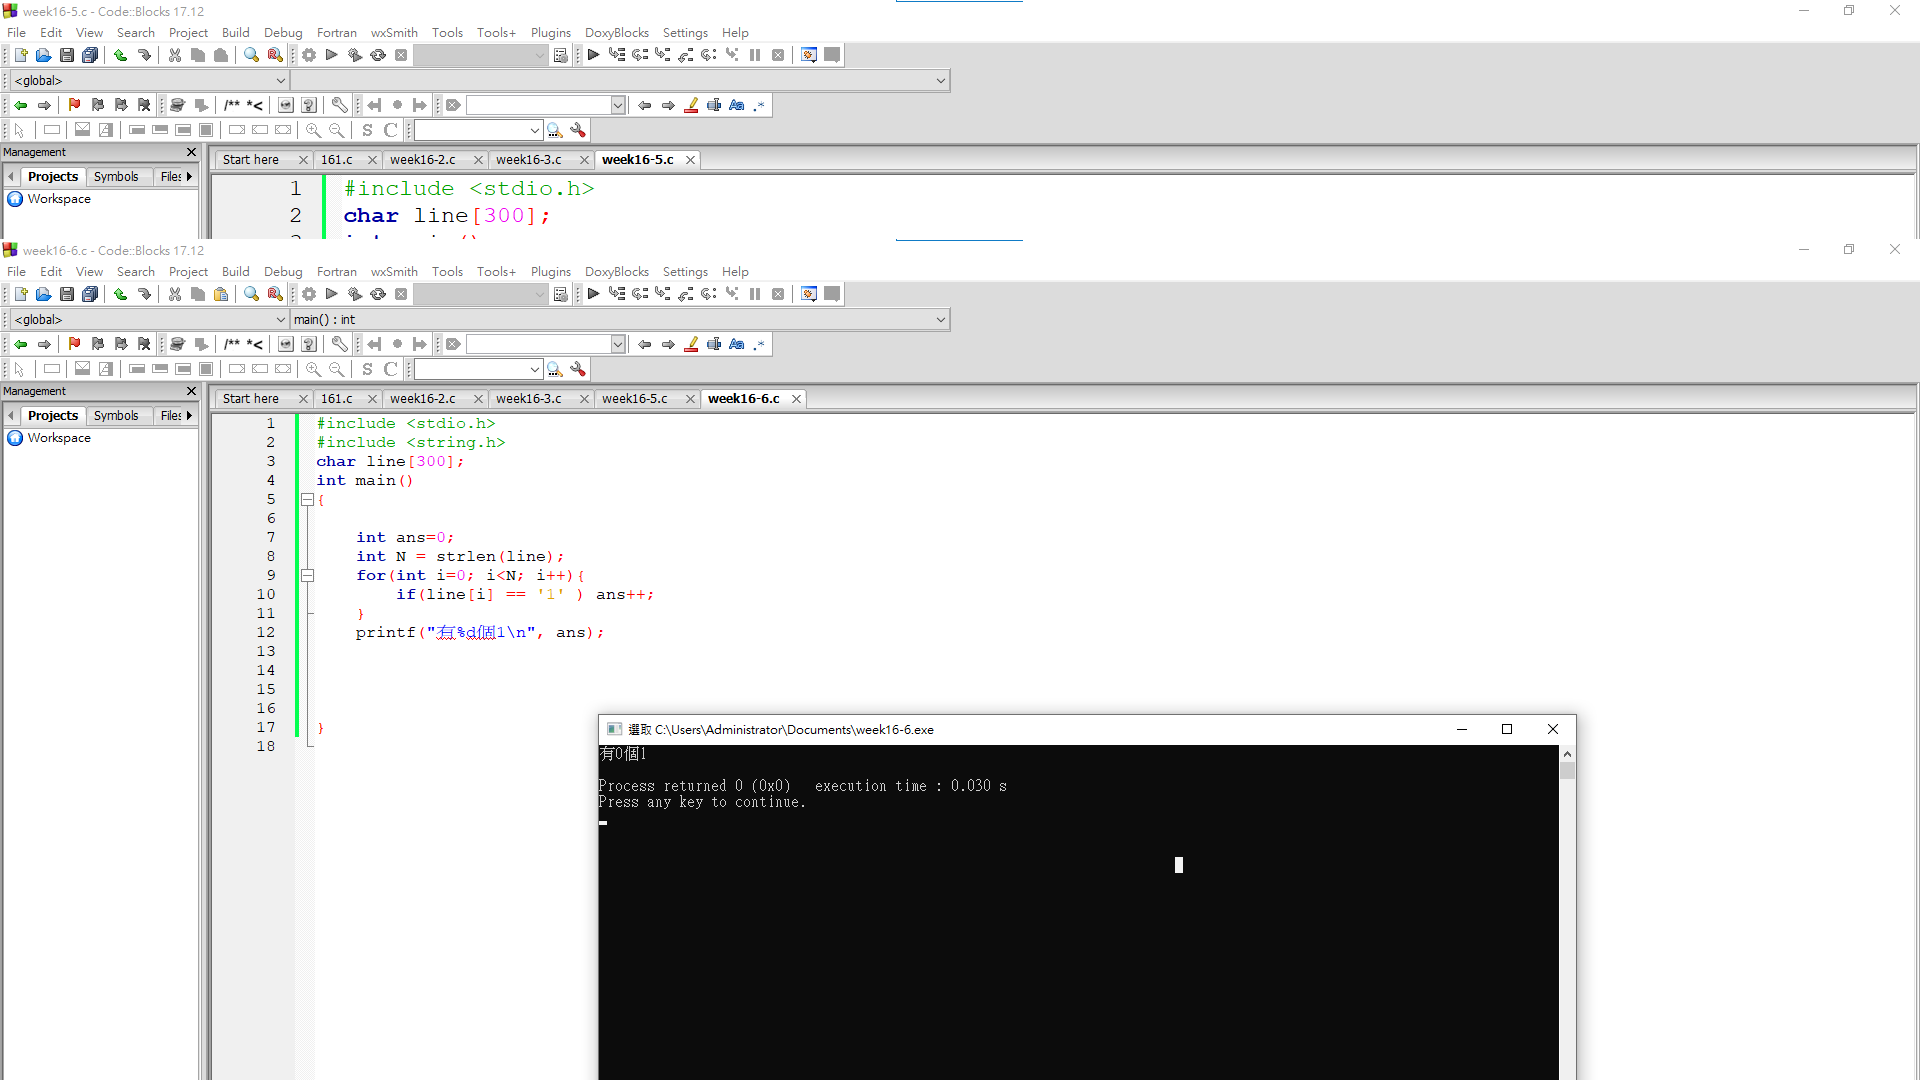 week16-5.c - Code::Blocks 17.12
File Edit View Search Project Build Debug Fortran wxSmith Tools Tools+ Plugins DoxyBlocks Settings Help
<global>
/** *<
Aa .*
S C
Management
Start here 161.c week16-2.c week16-3.c week16-5.c
Projects Symbols Files
Workspace
1 #include <stdio.h>
2 char line[300];
week16-6.c - Code::Blocks 17.12
File Edit View Search Project Build Debug Fortran wxSmith Tools Tools+ Plugins DoxyBlocks Settings Help
<global> main() : int
/** *<
Aa .*
S C
Management
Start here 161.c week16-2.c week16-3.c week16-5.c week16-6.c
Projects Symbols Files
Workspace
1 #include <stdio.h>
2 #include <string.h>
3 char line[300];
4 int main()
5 {
6
7 int ans=0;
8 int N = strlen(line);
9 for(int i=0; i<N; i++){
10 if(line[i] == '1' ) ans++;
11 }
12 printf("有%d個1\n", ans);
13
14
15
16
17 }
18
選取 C:\Users\Administrator\Documents\week16-6.exe
有0個1
Process returned 0 (0x0) execution time : 0.030 s
Press any key to continue.